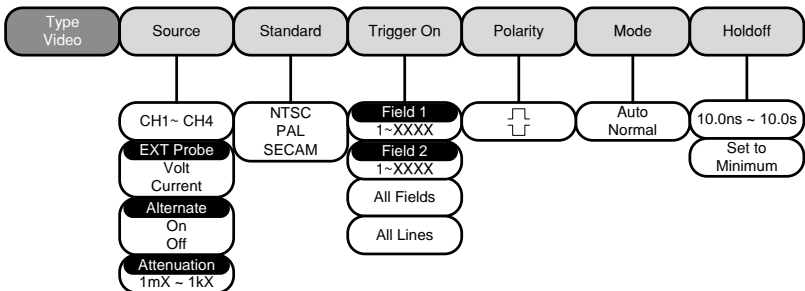 Type
Video
Source
Standard
Trigger On
Polarity
Mode
Holdoff
CH1~ CH4
EXT Probe
Volt
Current
Alternate
On
Off
Attenuation
1mX ~ 1kX
NTSC
PAL
SECAM
Field 1
1~XXXX
Field 2
1~XXXX
All Fields
All Lines
Auto
Normal
10.0ns ~ 10.0s
Set to
Minimum